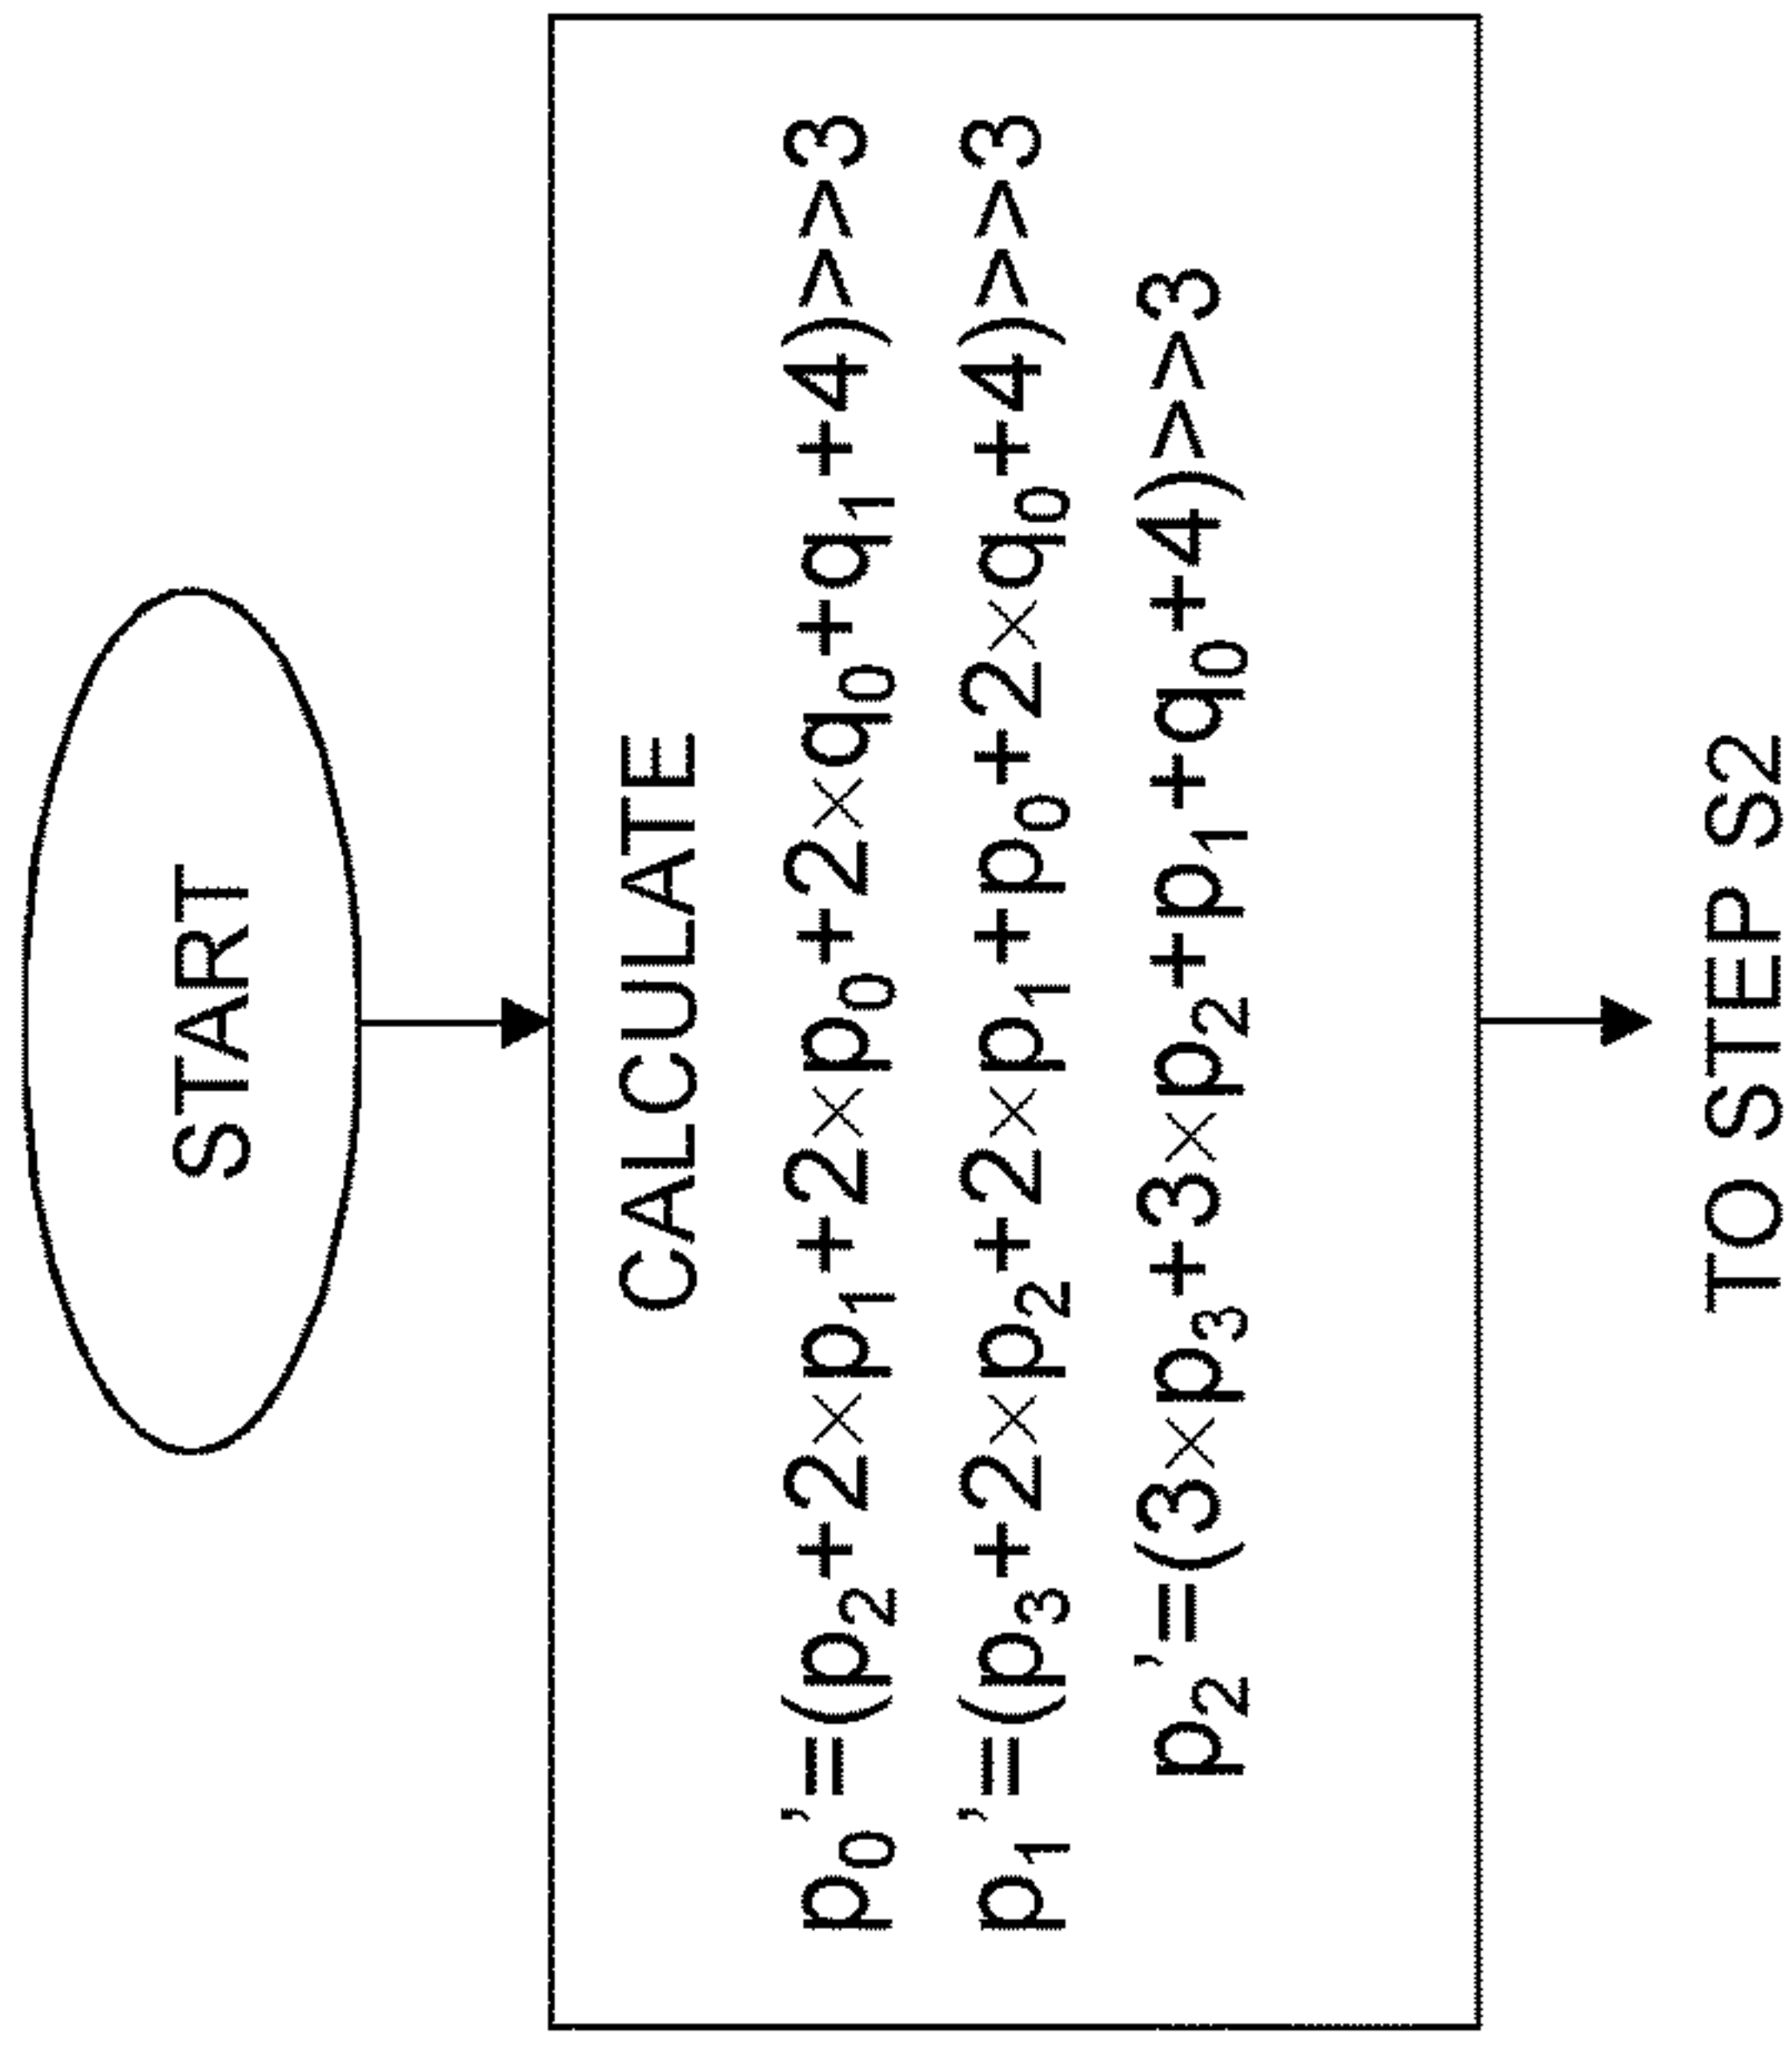 START
CALCULATE
p₀'=(p₂+2×p₁+2×p₀+2×q₀+q₁+4)>>3
p₁'=(p₃+2×p₂+2×p₁+p₀+2×q₀+4)>>3
p₂'=(3×p₃+3×p₂+p₁+q₀+4)>>3
TO STEP S2